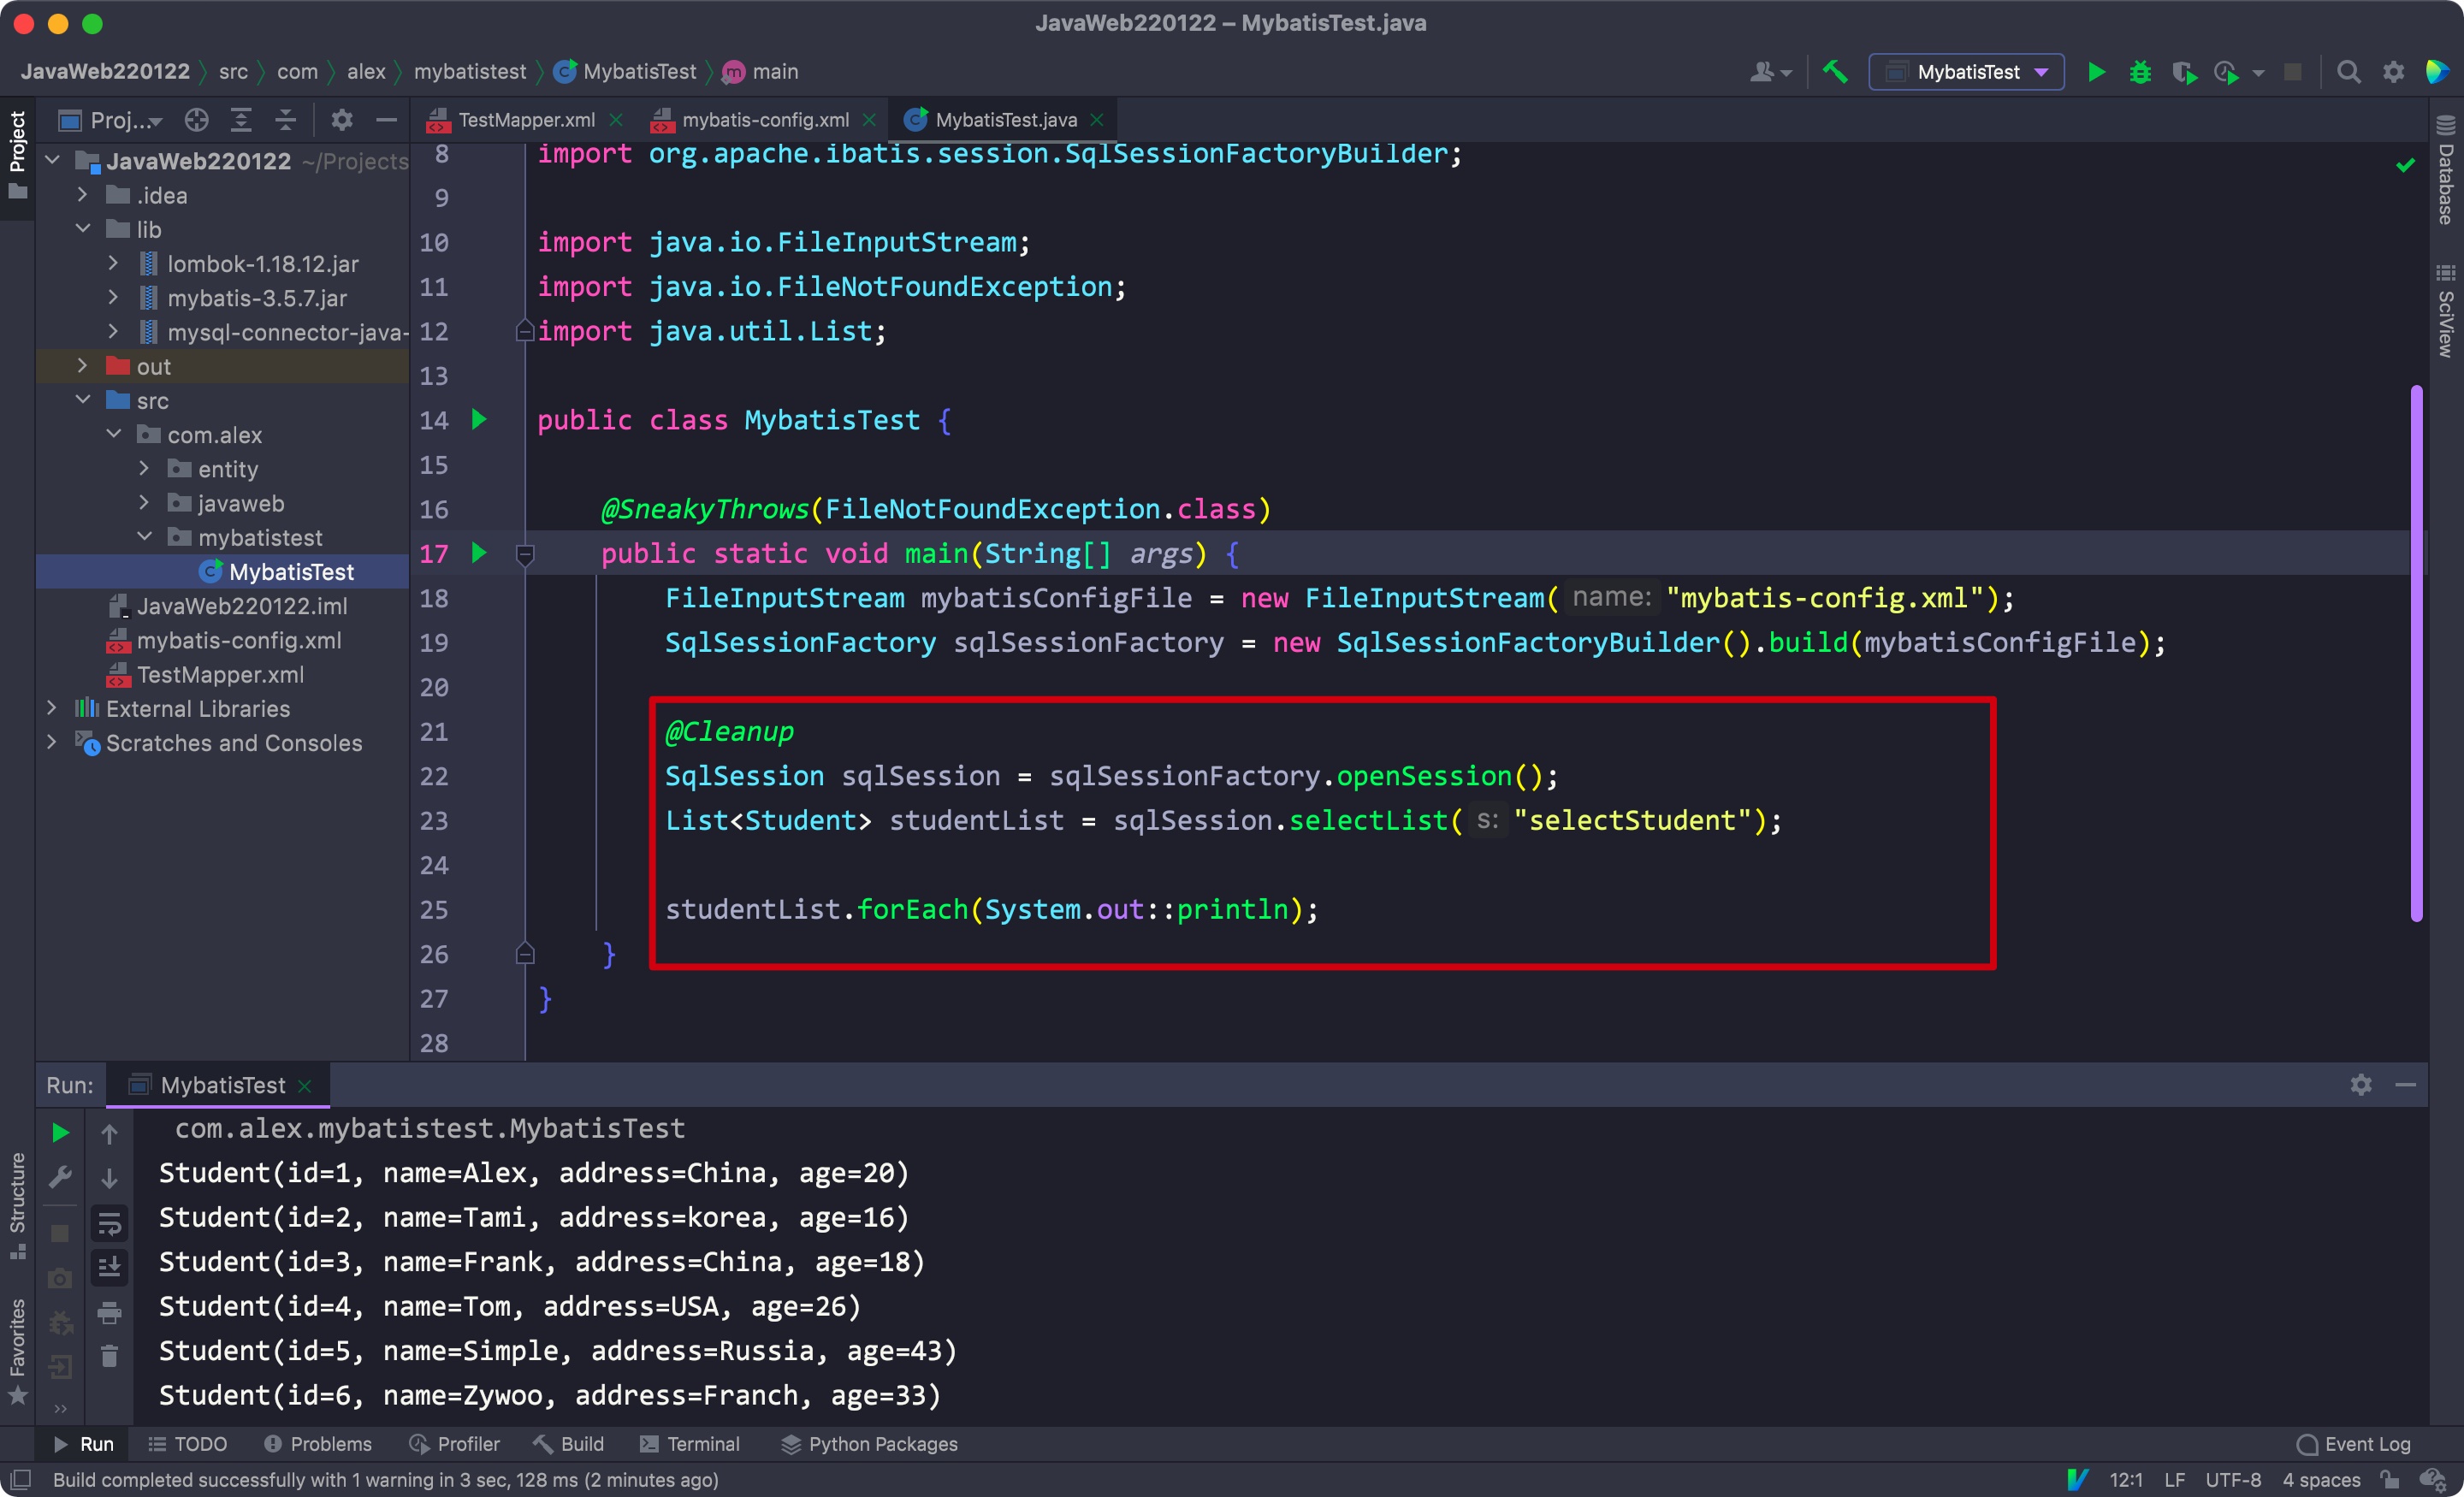 JavaWeb220122 – MybatisTest.java
JavaWeb220122 src com alex mybatistest MybatisTest main
MybatisTest
Project
Proj...
TestMapper.xml mybatis-config.xml MybatisTest.java
JavaWeb220122 ~/Projects
.idea
lib
lombok-1.18.12.jar
mybatis-3.5.7.jar
mysql-connector-java-
out
src
com.alex
entity
javaweb
mybatistest
MybatisTest
JavaWeb220122.iml
mybatis-config.xml
TestMapper.xml
External Libraries
Scratches and Consoles
8 import org.apache.ibatis.session.SqlSessionFactoryBuilder;
9
10 import java.io.FileInputStream;
11 import java.io.FileNotFoundException;
12 import java.util.List;
13
14 public class MybatisTest {
15
16 @SneakyThrows(FileNotFoundException.class)
17 public static void main(String[] args) {
18 FileInputStream mybatisConfigFile = new FileInputStream( name: "mybatis-config.xml");
19 SqlSessionFactory sqlSessionFactory = new SqlSessionFactoryBuilder().build(mybatisConfigFile);
20
21 @Cleanup
22 SqlSession sqlSession = sqlSessionFactory.openSession();
23 List<Student> studentList = sqlSession.selectList( s: "selectStudent");
24
25 studentList.forEach(System.out::println);
26 }
27 }
28
Database
SciView
Run: MybatisTest
com.alex.mybatistest.MybatisTest
Student(id=1, name=Alex, address=China, age=20)
Student(id=2, name=Tami, address=korea, age=16)
Student(id=3, name=Frank, address=China, age=18)
Student(id=4, name=Tom, address=USA, age=26)
Student(id=5, name=Simple, address=Russia, age=43)
Student(id=6, name=Zywoo, address=Franch, age=33)
Structure
Favorites
Run TODO Problems Profiler Build Terminal Python Packages Event Log
Build completed successfully with 1 warning in 3 sec, 128 ms (2 minutes ago) 12:1 LF UTF-8 4 spaces